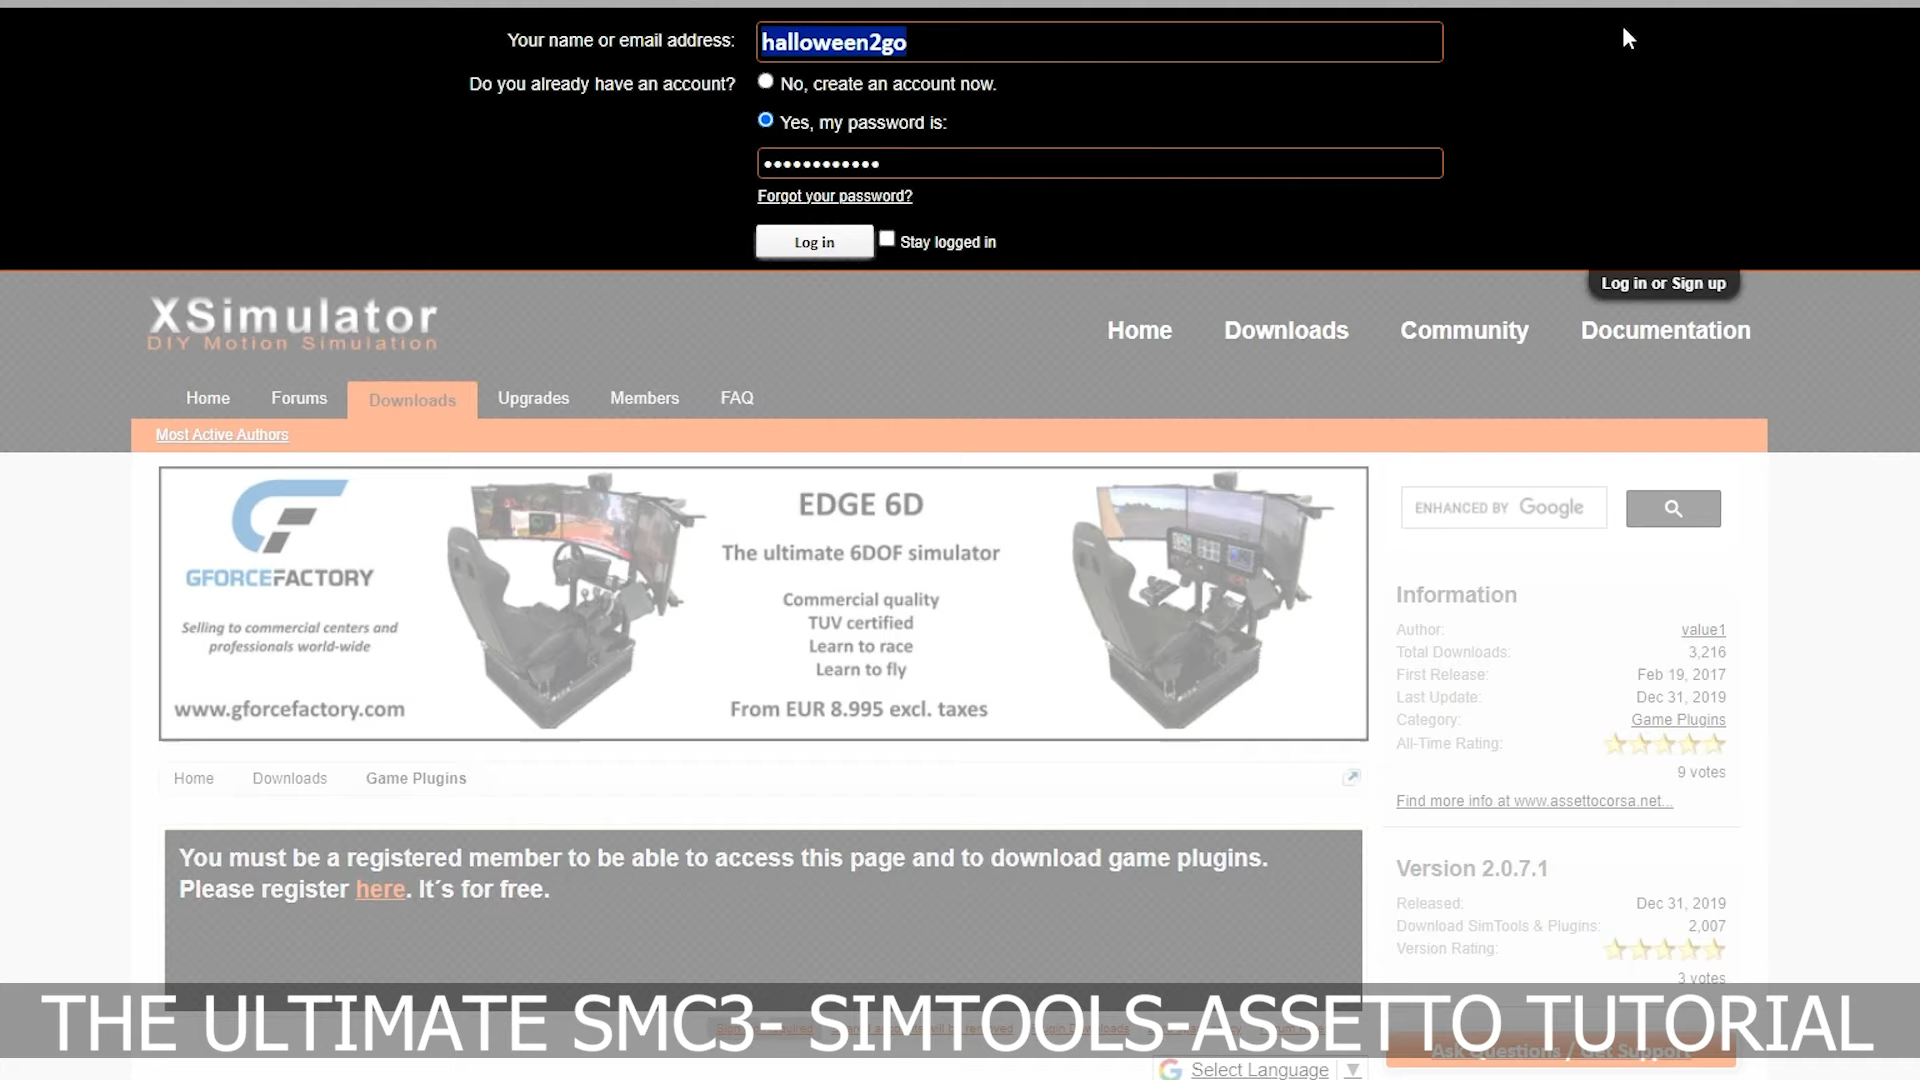 Your name or email address:
halloween2go
Do you already have an account?
No, create an account now.
Yes, my password is:
••••••••••••
Forgot your password?
Log in
Stay logged in
Log in or Sign up
XSimulator
DIY Motion Simulation
Home
Downloads
Community
Documentation
Home
Forums
Downloads
Upgrades
Members
FAQ
Most Active Authors
GFORCEFACTORY
Selling to commercial centers and
professionals world-wide
www.gforcefactory.com
EDGE 6D
The ultimate 6DOF simulator
Commercial quality
TUV certified
Learn to race
Learn to fly
From EUR 8.995 excl. taxes
ENHANCED BY Google
Information
Author: value1
Total Downloads: 3,216
First Release: Feb 19, 2017
Last Update: Dec 31, 2019
Category: Game Plugins
All-Time Rating:
9 votes
Find more info at www.assettocorsa.net...
Home
Downloads
Game Plugins
You must be a registered member to be able to access this page and to download game plugins.
Please register here. It´s for free.
Version 2.0.7.1
Released: Dec 31, 2019
Download SimTools & Plugins: 2,007
Version Rating:
3 votes
THE ULTIMATE SMC3 SIMTOOLS-ASSETTO TUTORIAL
Ask Questions / Get Support
Select Language